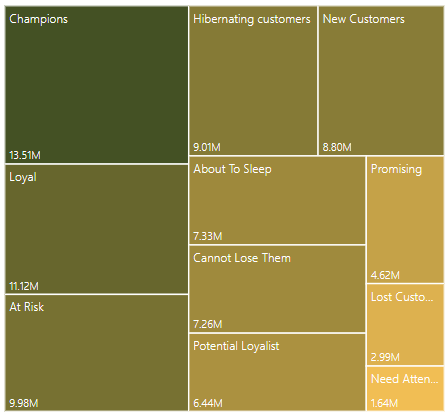 Champions
13.51M
Loyal
11.12M
At Risk
9.98M
Hibernating customers
9.01M
New Customers
8.80M
About To Sleep
7.33M
Cannot Lose Them
7.26M
Potential Loyalist
6.44M
Promising
4.62M
Lost Custo...
2.99M
Need Atten...
1.64M